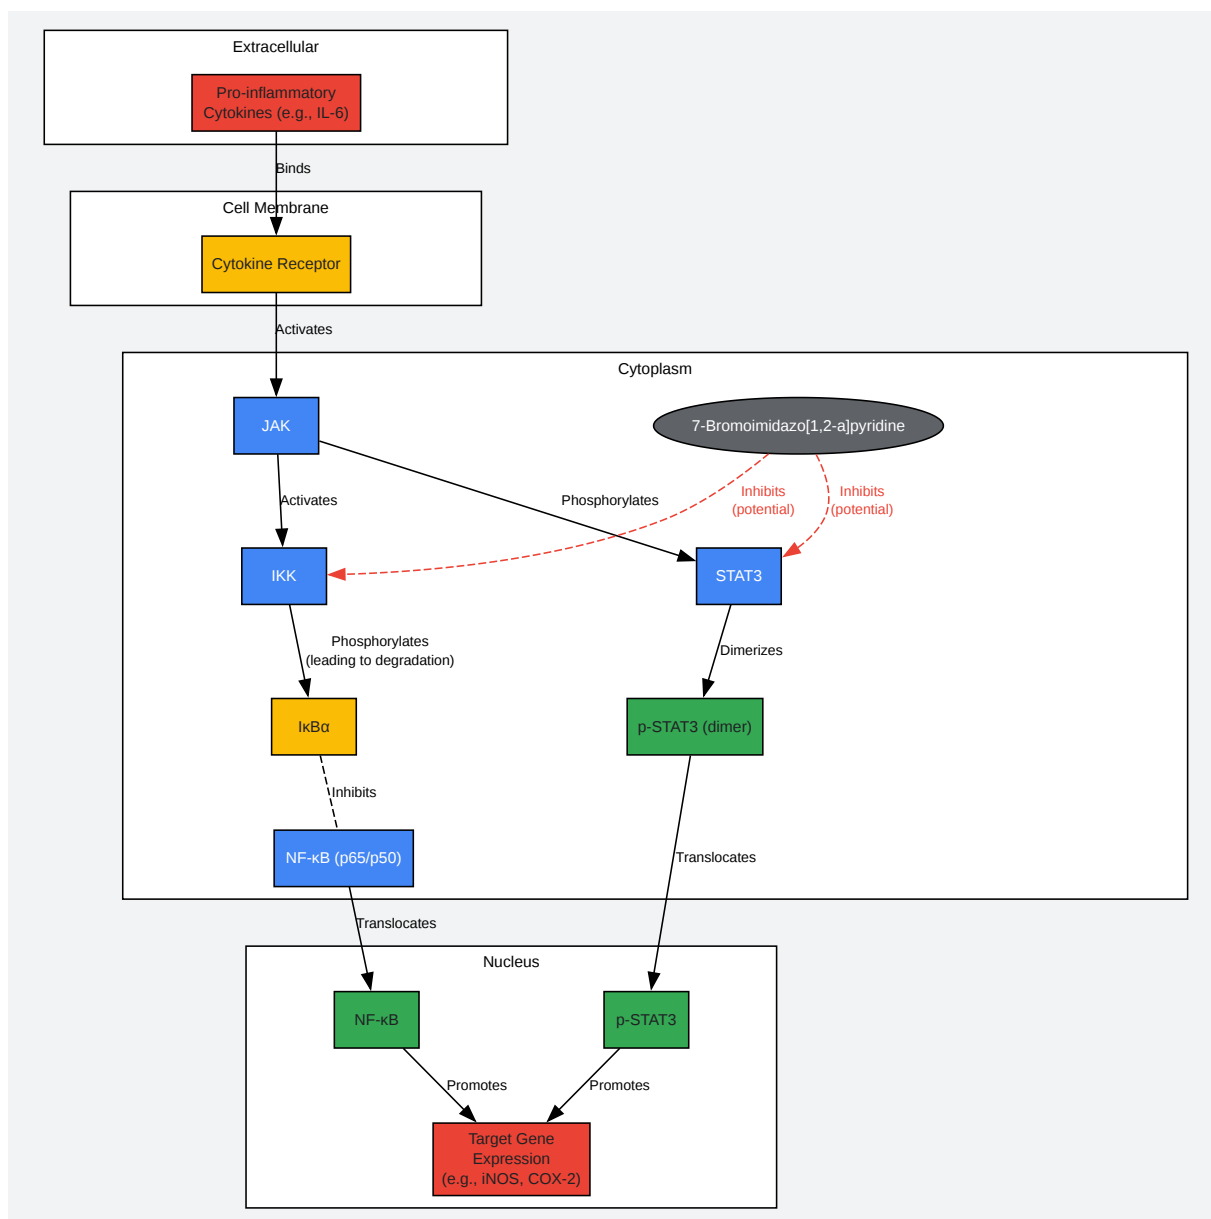 Extracellular
Pro-inflammatory
Cytokines (e.g., IL-6)
Binds
Cell Membrane
Cytokine Receptor
Activates
Cytoplasm
JAK
7-Bromoimidazo[1,2-a]pyridine
Activates
Phosphorylates
Inhibits
(potential)
Inhibits
(potential)
IKK
STAT3
Phosphorylates
(leading to degradation)
Dimerizes
IκBα
p-STAT3 (dimer)
Inhibits
NF-κB (p65/p50)
Translocates
Translocates
Nucleus
NF-κB
p-STAT3
Promotes
Promotes
Target Gene
Expression
(e.g., iNOS, COX-2)